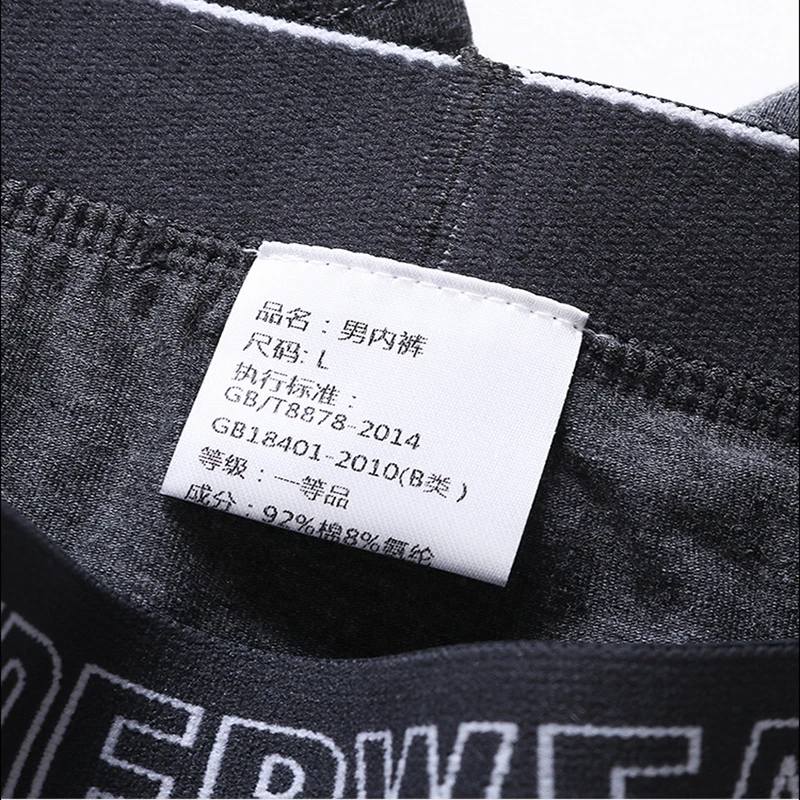 品名：男内裤
尺码: L
执行标准：
GB/T8878-2014
GB18401-2010(B类)
等级：一等品
成分：92%棉8%氨纶
DERWEA